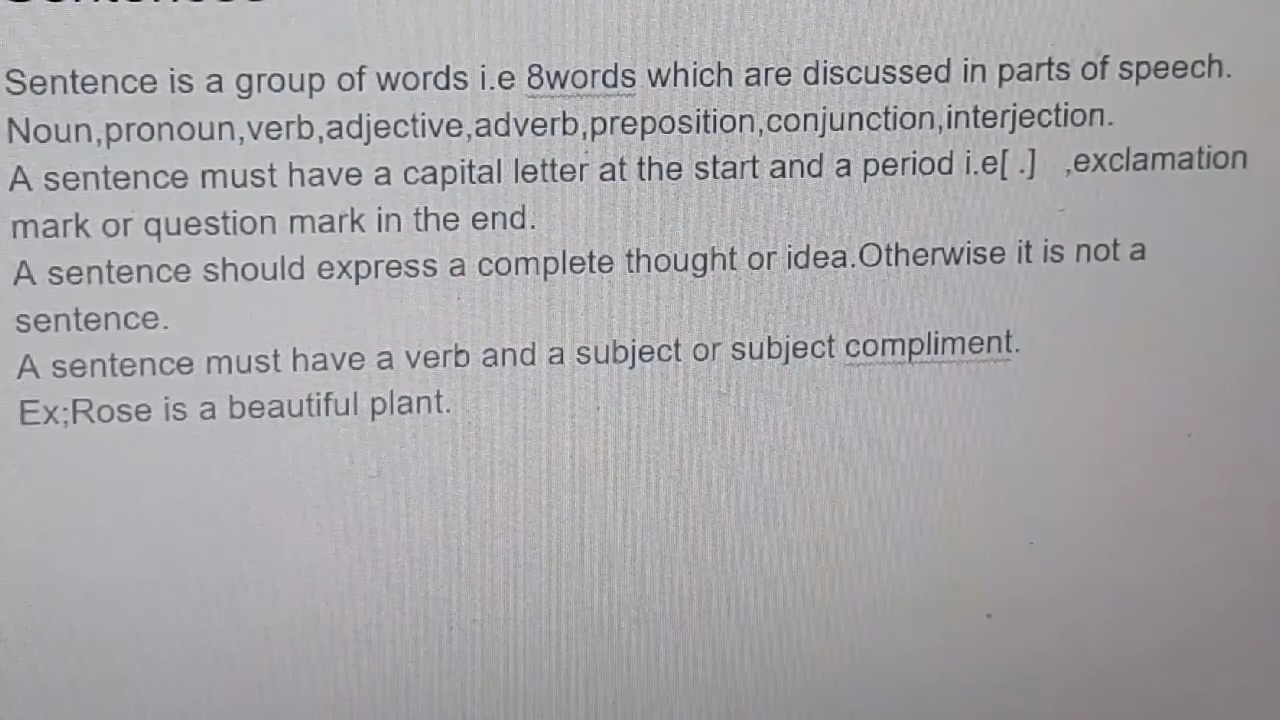 Sentence is a group of words i.e 8words which are discussed in parts of speech.
Noun,pronoun,verb,adjective,adverb,preposition,conjunction,interjection.
A sentence must have a capital letter at the start and a period i.e[ .]   ,exclamation
mark or question mark in the end.
A sentence should express a complete thought or idea.Otherwise it is not a
sentence.
A sentence must have a verb and a subject or subject compliment.
Ex;Rose is a beautiful plant.